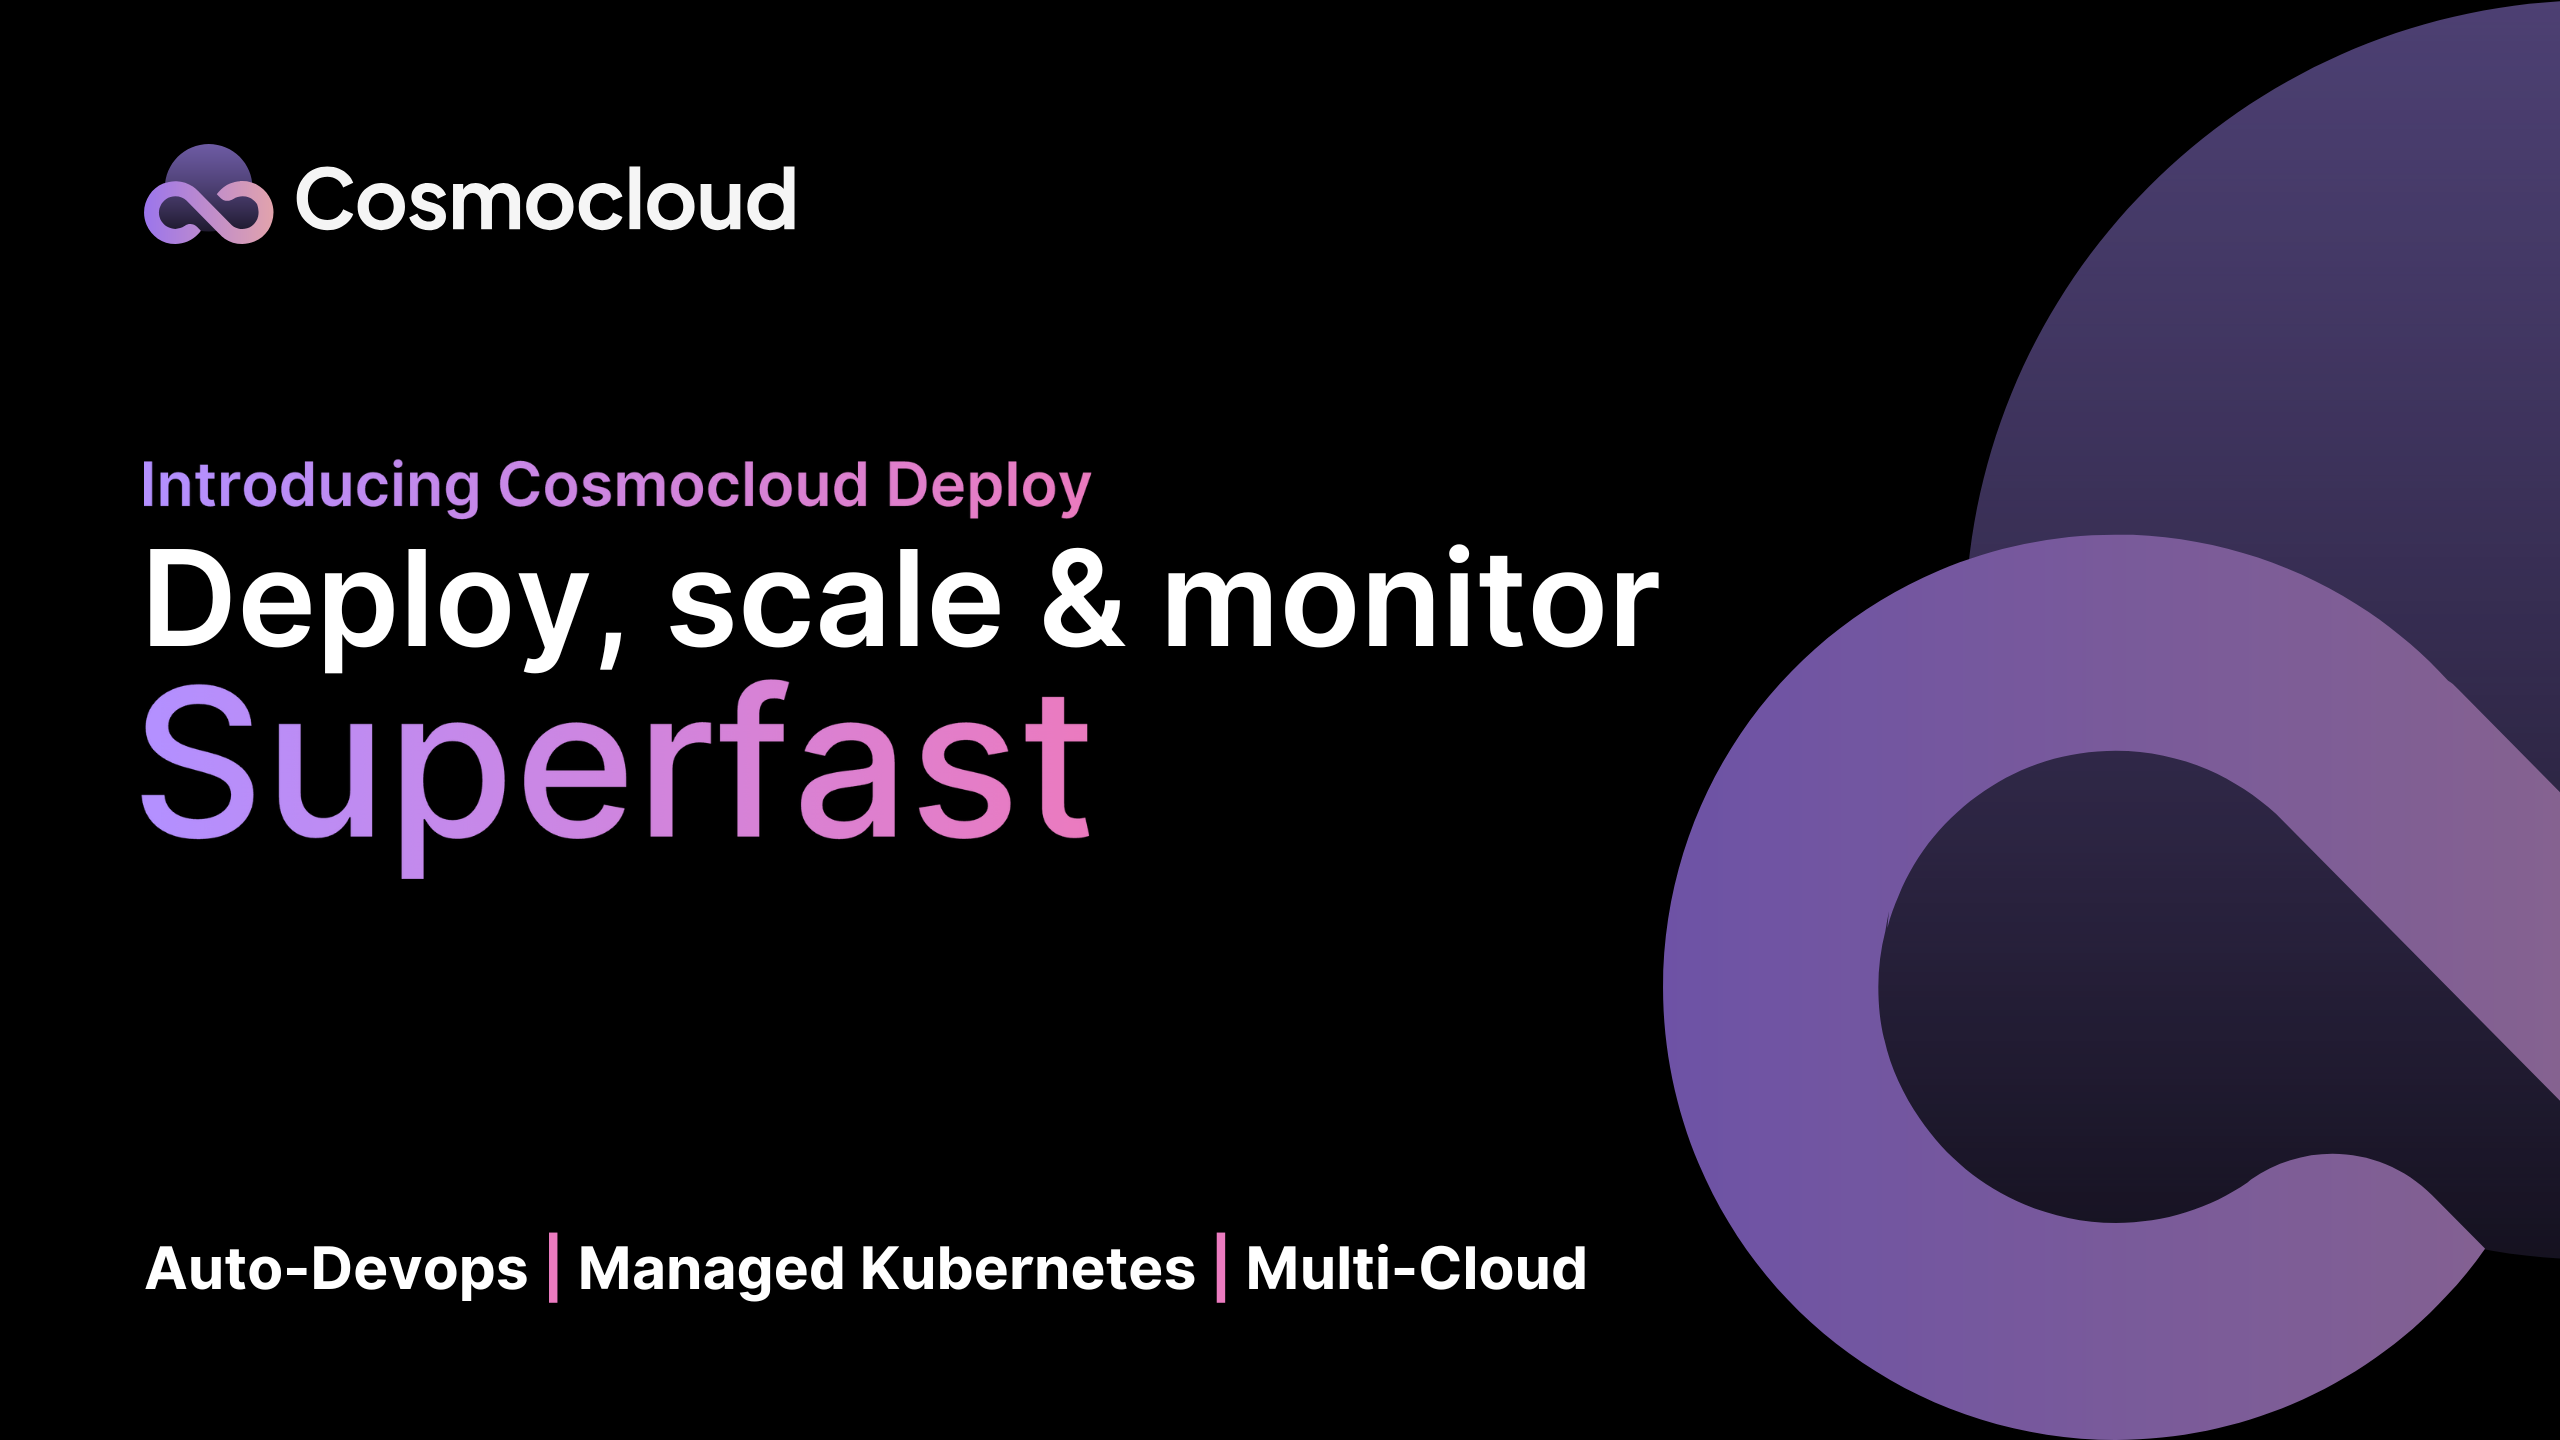 Cosmocloud
Introducing Cosmocloud Deploy
Deploy, scale & monitor
Superfast
Auto-Devops | Managed Kubernetes | Multi-Cloud